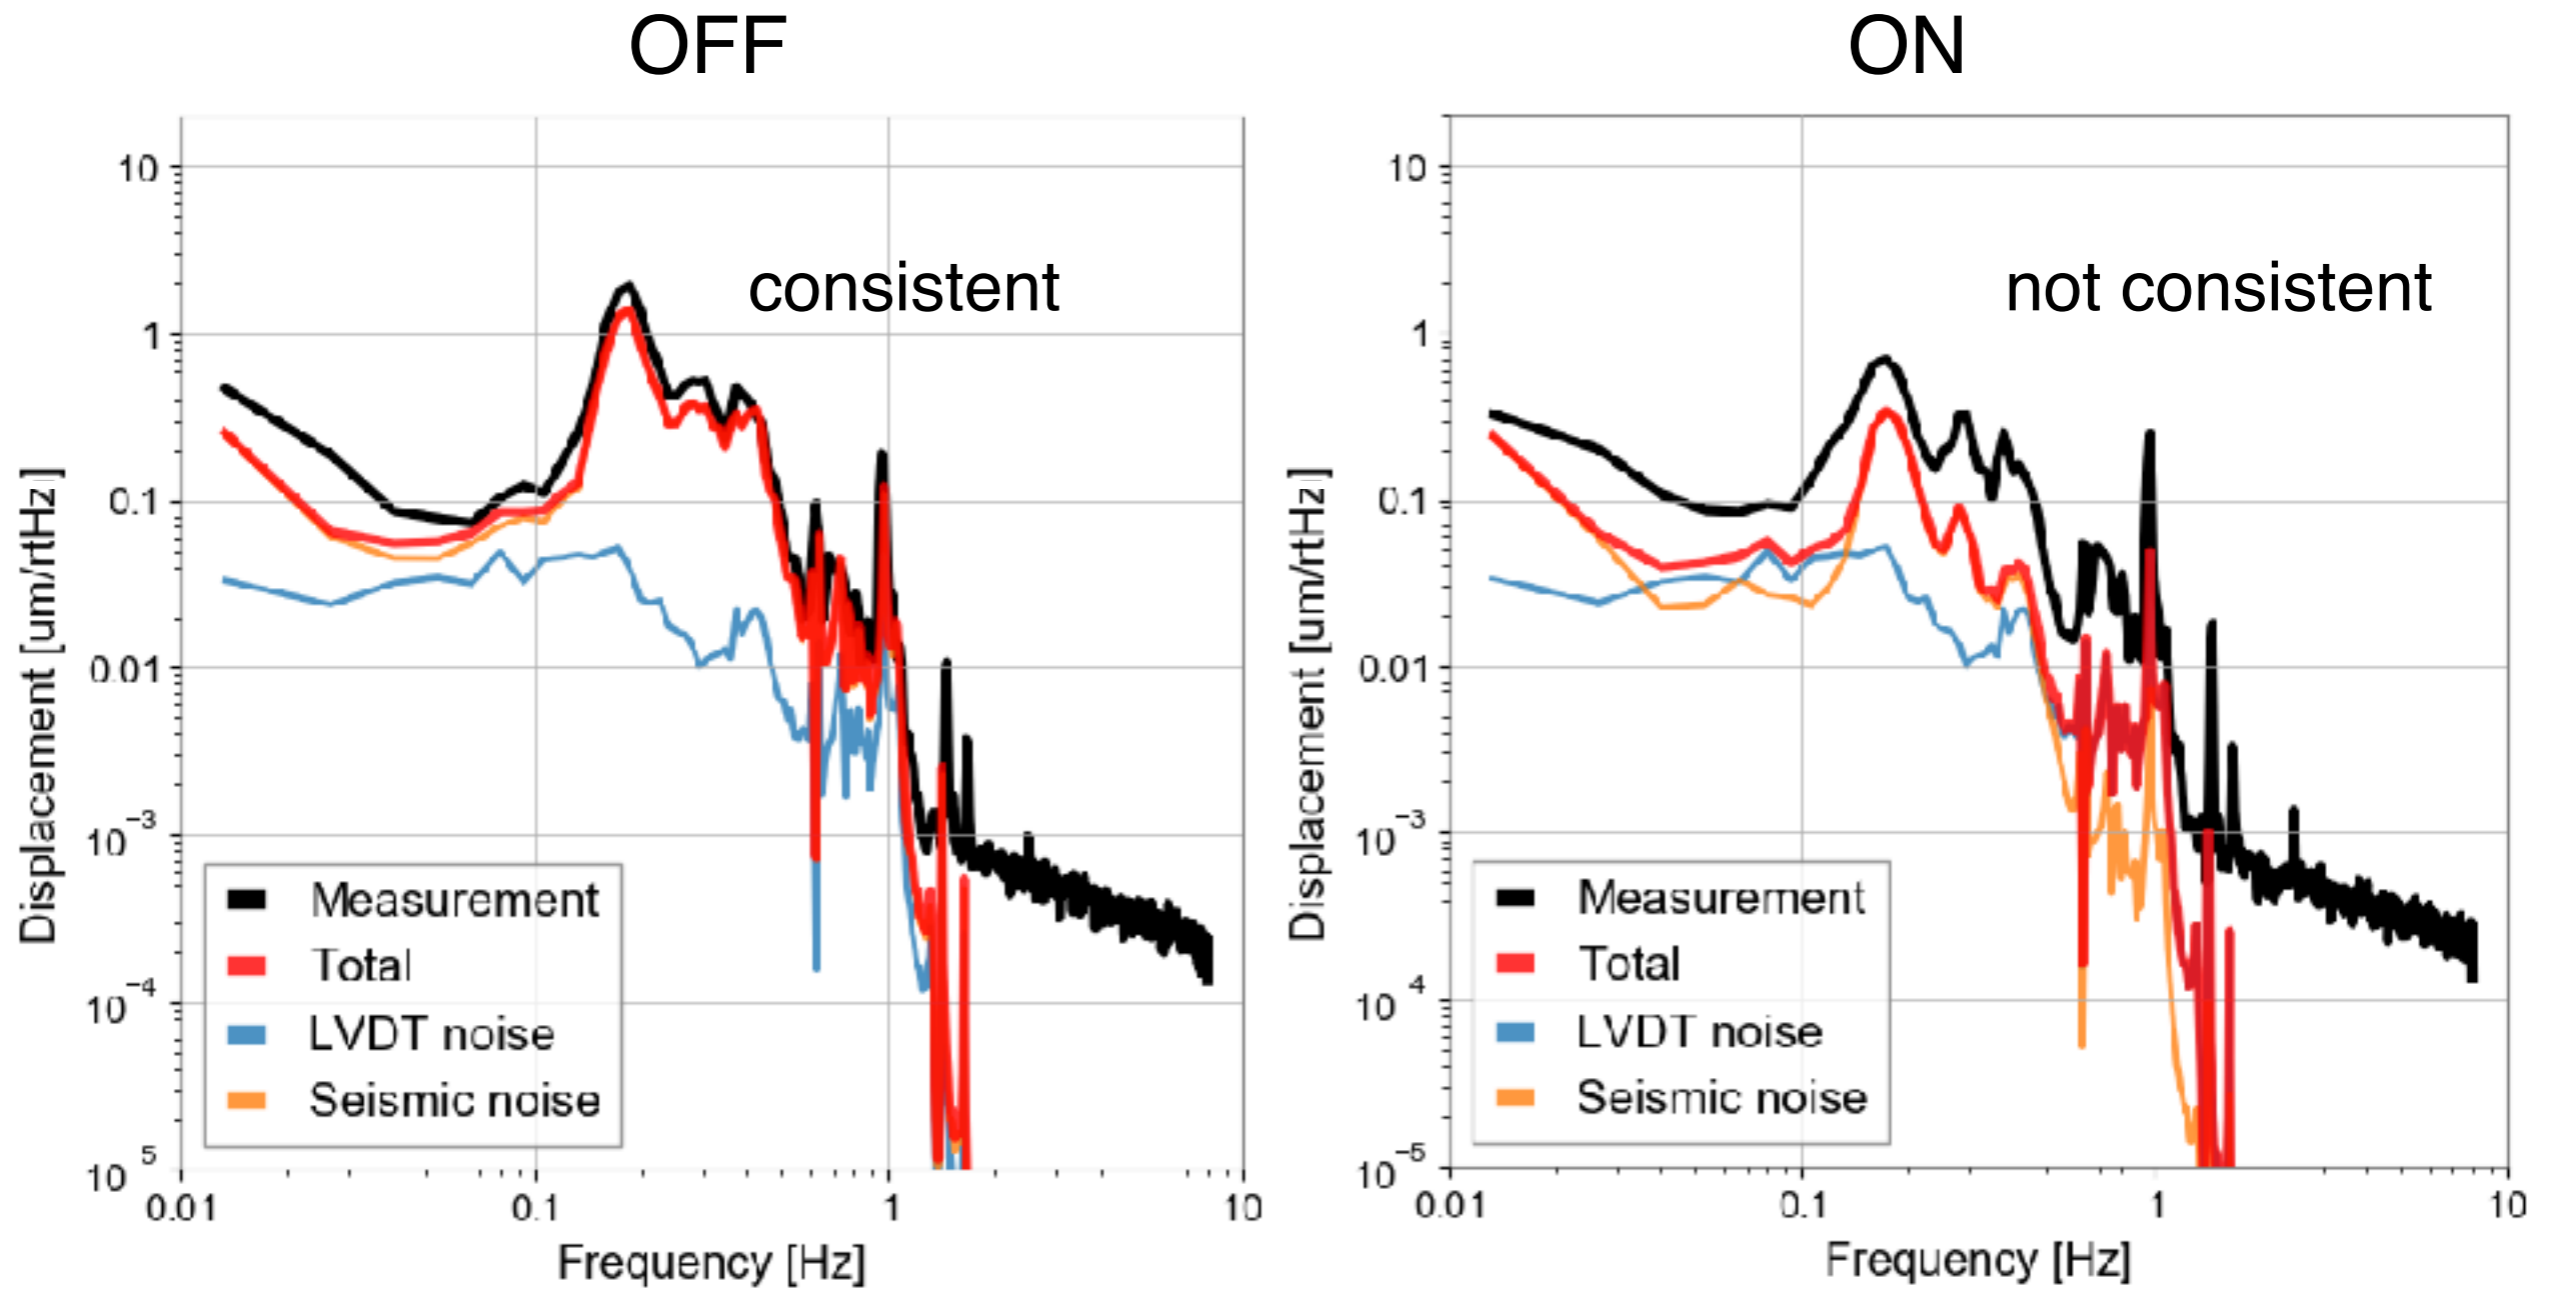 OFF
consistent
Displacement [um/rtHz]
10
1
0.1
0.01
10⁻³
10 ⁻⁴
10 ⁵
Measurement
Total
LVDT noise
Seismic noise
0.01 0.1 1 10
Frequency [Hz]
ON
not consistent
Displacement [um/rtHz]
10
1
0.1
0.01
10⁻³
10 ⁴
10⁻⁵
Measurement
Total
LVDT noise
Seismic noise
0.01 0.1 1 10
Frequency [Hz]